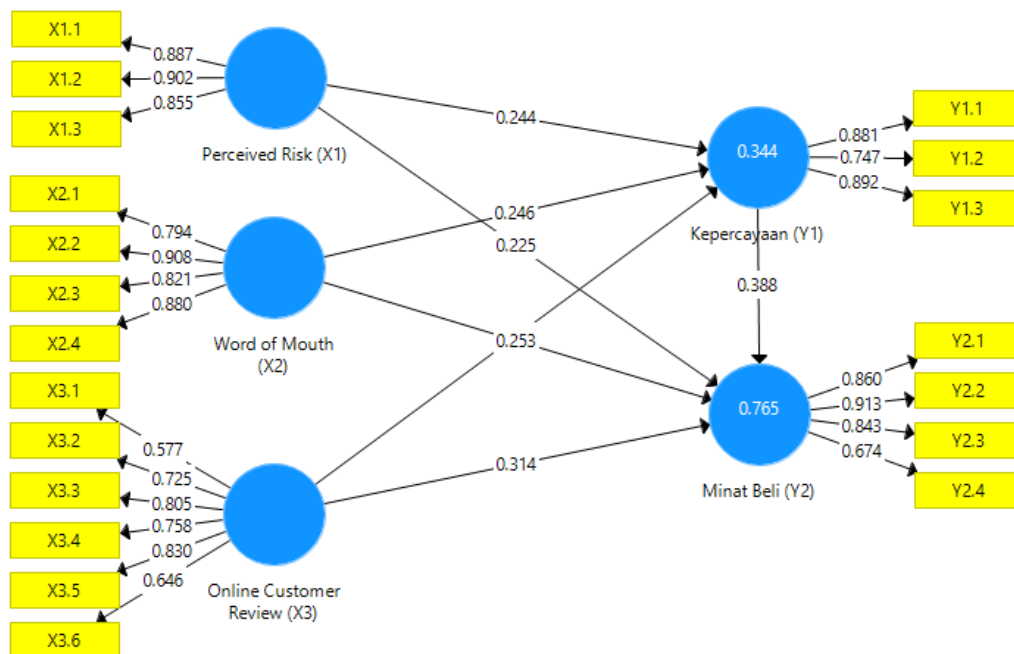 X1.1
X1.2
X1.3
0.887
0.902
0.855
Perceived Risk (X1)
X2.1
X2.2
X2.3
X2.4
0.794
0.908
0.821
0.880
Word of Mouth
(X2)
X3.1
X3.2
X3.3
X3.4
X3.5
X3.6
0.577
0.725
0.805
0.758
0.830
0.646
Online Customer
Review (X3)
0.244
0.246
0.225
0.253
0.314
0.344
Kepercayaan (Y1)
0.388
0.765
Minat Beli (Y2)
0.881
0.747
0.892
Y1.1
Y1.2
Y1.3
0.860
0.913
0.843
0.674
Y2.1
Y2.2
Y2.3
Y2.4